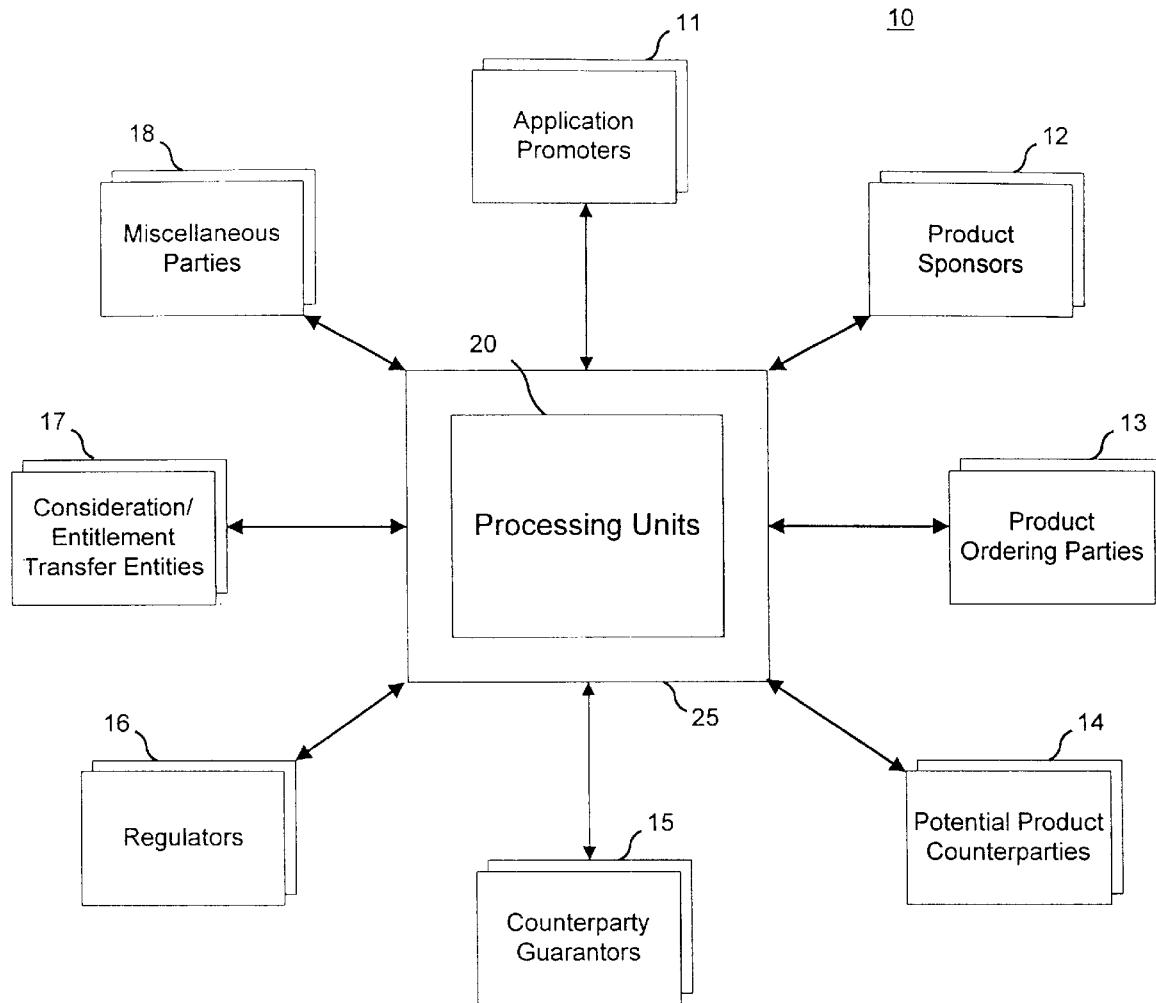 10
11
Application
Promoters
18
Miscellaneous
Parties
12
Product
Sponsors
20
Processing Units
17
Consideration/
Entitlement
Transfer Entities
13
Product
Ordering Parties
25
16
Regulators
15
Counterparty
Guarantors
14
Potential Product
Counterparties